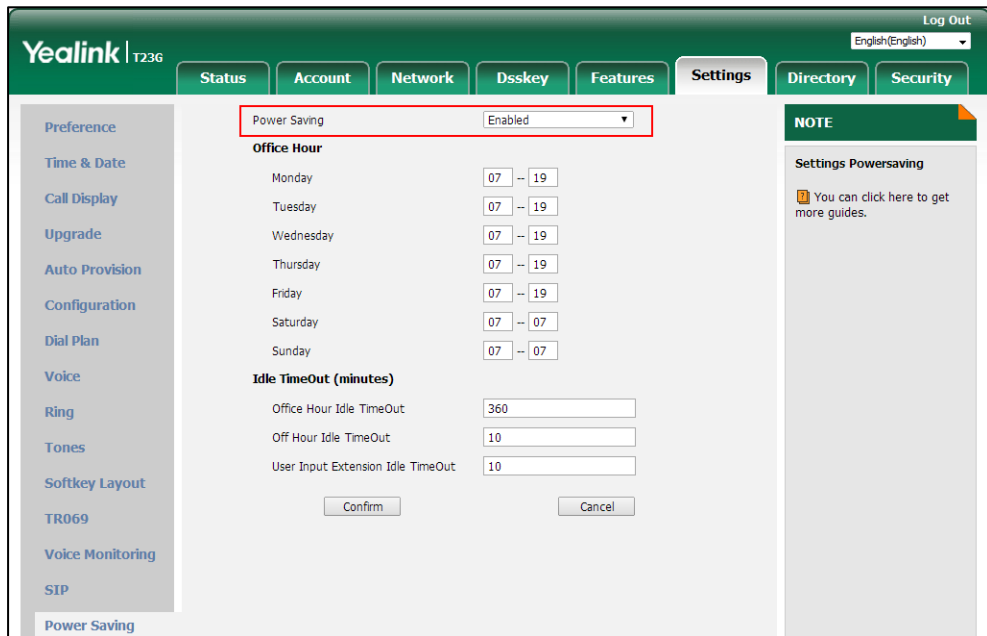 Log Out
English(English)
Yealink T23G
Status Account Network Dsskey Features Settings Directory Security
Preference
Time & Date
Call Display
Upgrade
Auto Provision
Configuration
Dial Plan
Voice
Ring
Tones
Softkey Layout
TR069
Voice Monitoring
SIP
Power Saving
Power Saving Enabled
Office Hour
Monday 07 -- 19
Tuesday 07 -- 19
Wednesday 07 -- 19
Thursday 07 -- 19
Friday 07 -- 19
Saturday 07 -- 07
Sunday 07 -- 07
Idle TimeOut (minutes)
Office Hour Idle TimeOut 360
Off Hour Idle TimeOut 10
User Input Extension Idle TimeOut 10
Confirm Cancel
NOTE
Settings Powersaving
? You can click here to get
more guides.